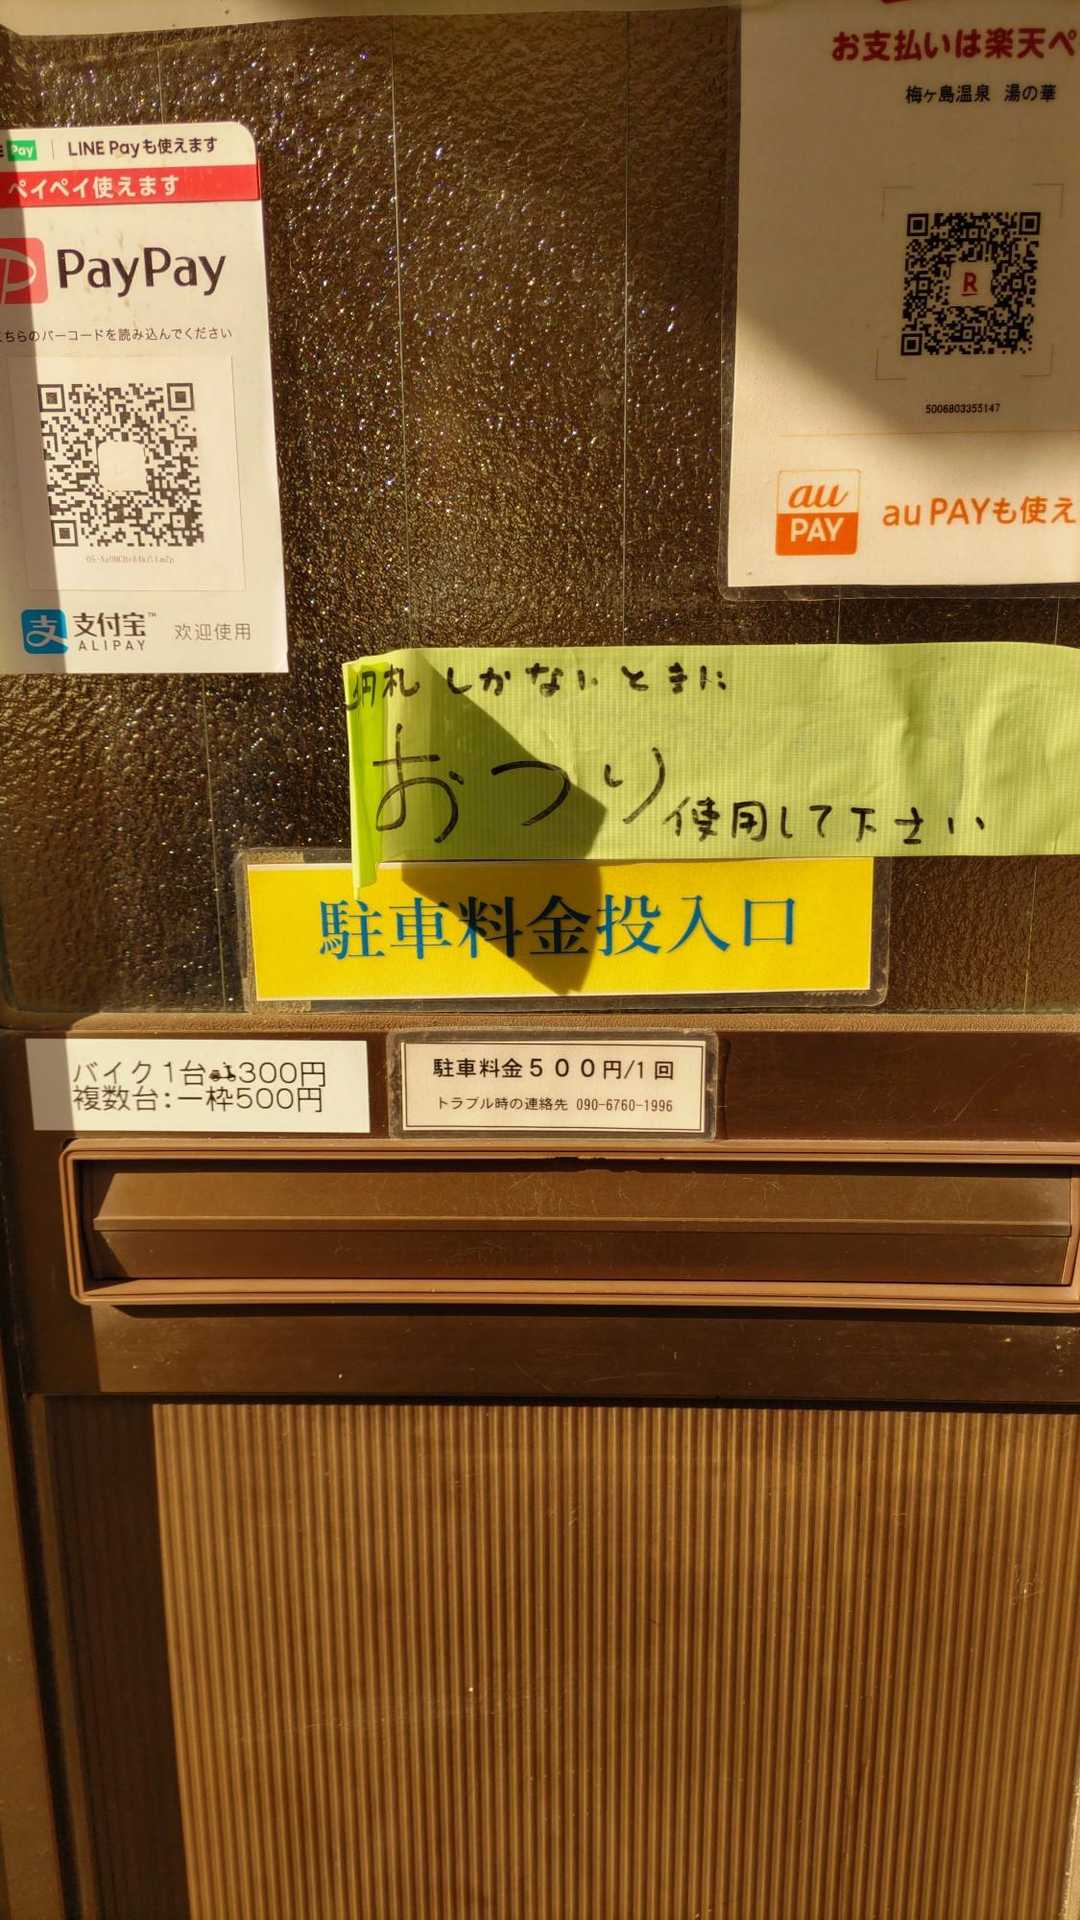 Pay LINE Payも使えます
ペイペイ使えます
PayPay
ちらのバーコードを読み込んでください
支 支付宝™ 欢迎使用
ALIPAY
お支払いは楽天ペ
梅ヶ島温泉 湯の華
R
5006803355147
au
PAY
au PAYも使え
円札しかないときに
おつり使用して下さい
駐車料金投入口
バイク1台300円
複数台:一枠500円
駐車料金500円/1回
トラブル時の連絡先 090-6760-1996